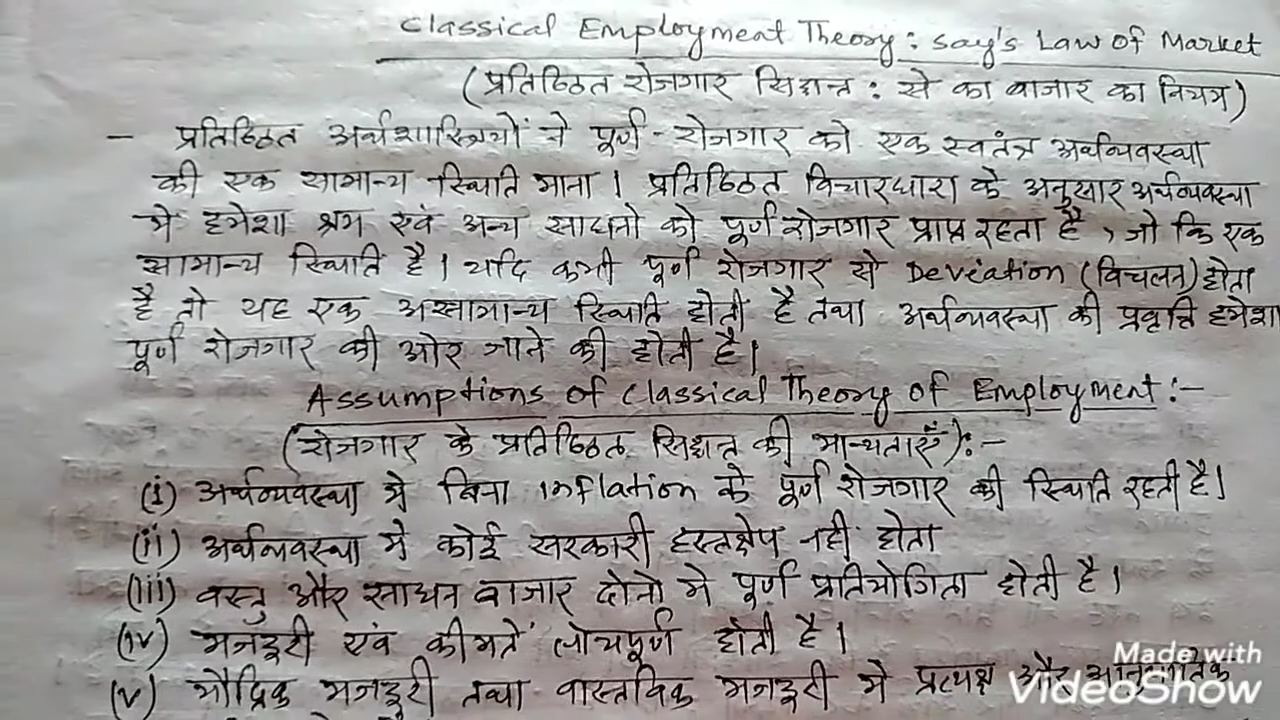 Classical Employment Theory: Say's Law of Market
(प्रतिष्ठित रोजगार सिद्धान्त : से का बाजार का नियम)
- प्रतिष्ठित अर्थशास्त्रियों ने पूर्ण-रोजगार को एक स्वतंत्र अर्थव्यवस्था
की एक सामान्य स्थिति माना। प्रतिष्ठित विचारधारा के अनुसार अर्थव्यवस्था
मे हमेशा श्रम एवं अन्य साधनो को पूर्ण रोजगार प्राप्त रहता है, जो कि एक
सामान्य स्थिति है। यदि कभी पूर्ण रोजगार से Deviation (विचलन) होता
है तो यह एक असामान्य स्थिति होती है तथा अर्थव्यवस्था की प्रवृत्ति हमेशा
पूर्ण रोजगार की ओर जाने की होती है।
Assumptions of Classical Theory of Employment:-
(रोजगार के प्रतिष्ठित सिद्धान्त की मान्यताएँ):-
(i) अर्थव्यवस्था मे बिना Inflation के पूर्ण रोजगार की स्थिति रहती है।
(ii) अर्थव्यवस्था मे कोई सरकारी हस्तक्षेप नही होता
(iii) वस्तु और साधन बाजार दोनो मे पूर्ण प्रतियोगिता होती है।
(iv) मजदूरी एवं कीमतें लोचपूर्ण होती है।
(v) मौद्रिक मजदूरी तथा वास्तविक मजदूरी मे प्रत्यक्ष और
Made with
VideoShow